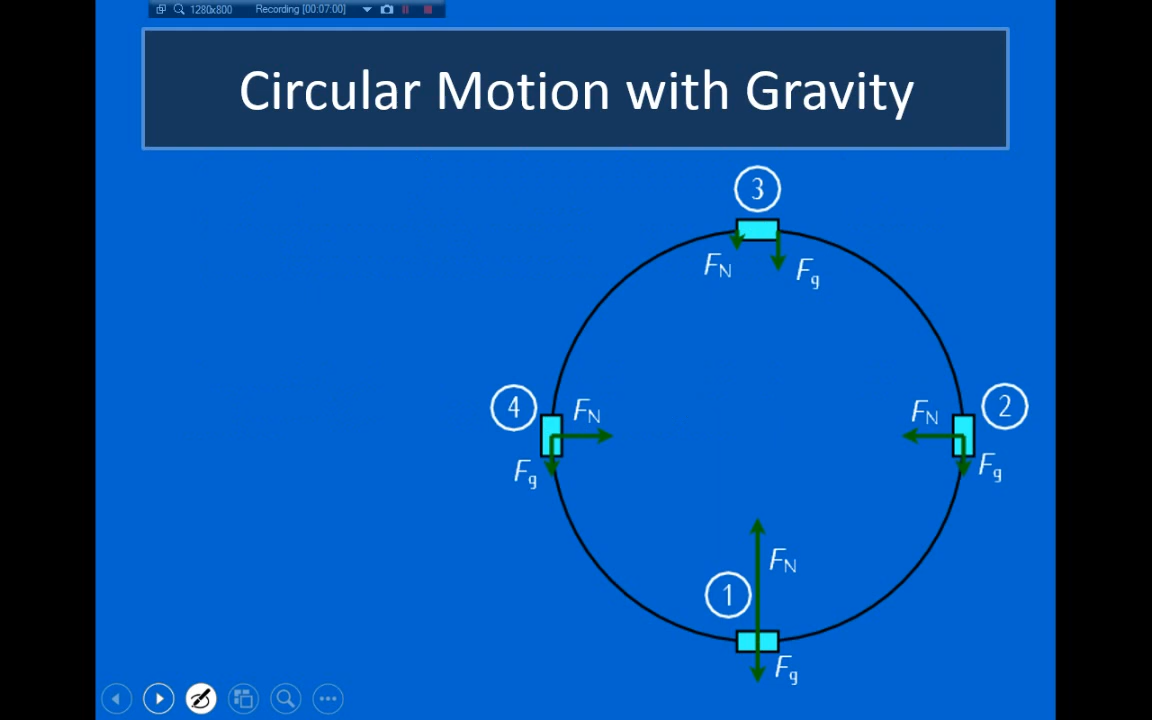 1280x800 Recording [00:07:00]
Circular Motion with Gravity
3
FN
Fg
4
FN
FN
2
Fg
Fg
FN
1
Fg